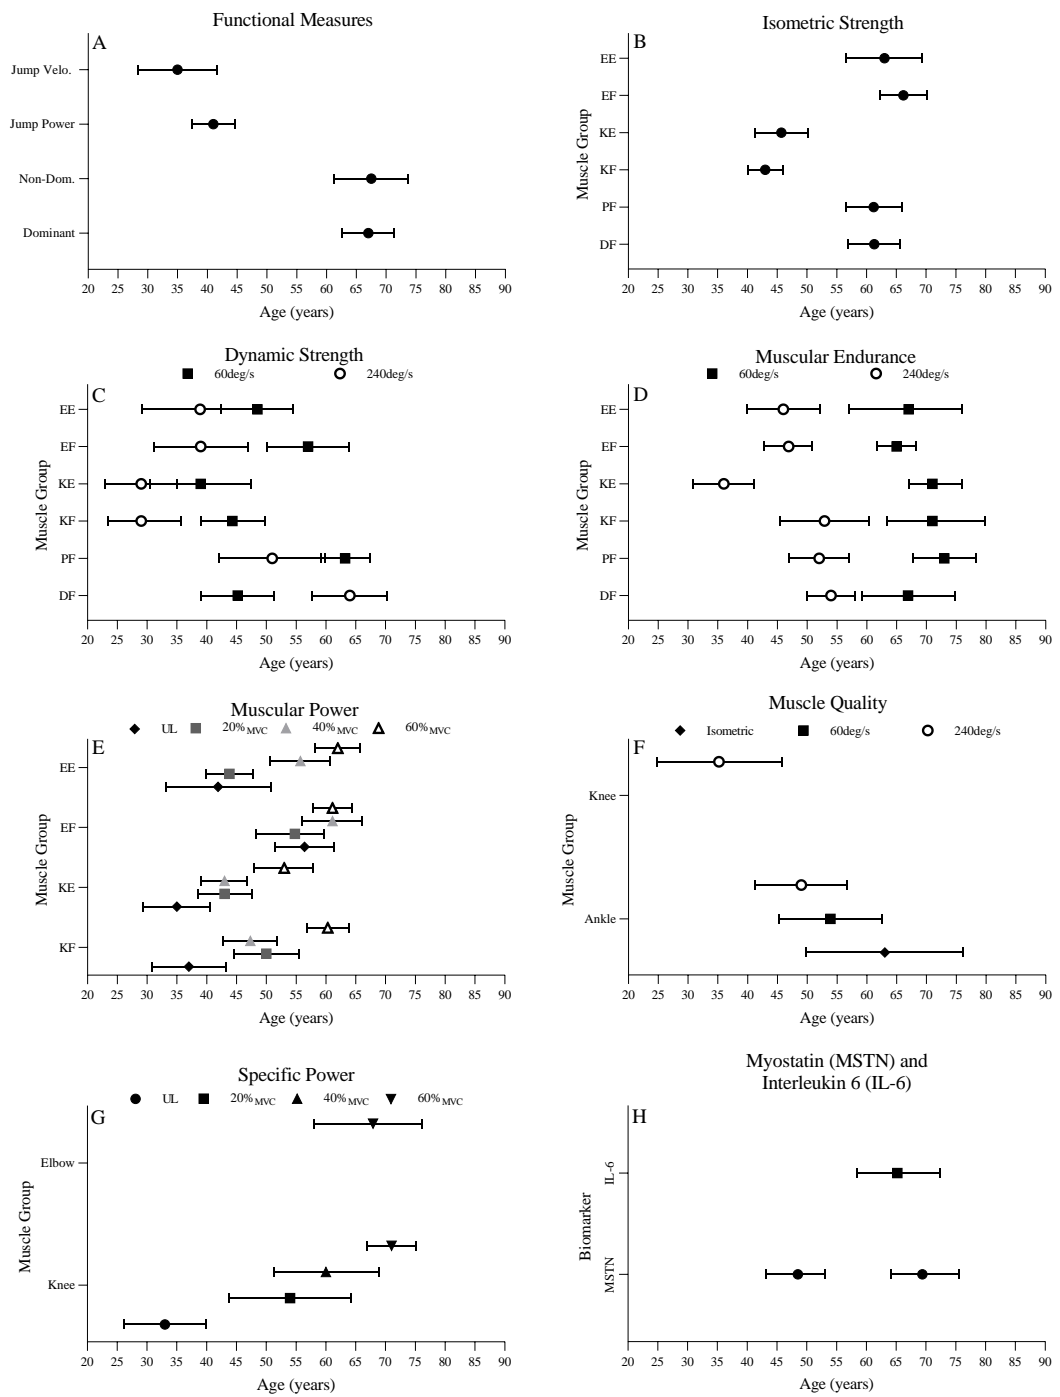 Functional Measures
A
Jump Velo.
Jump Power
Non-Dom.
Dominant
20 25 30 35 40 45 50 55 60 65 70 75 80 85 90
Age (years)
Isometric Strength
B
Muscle Group
EE
EF
KE
KF
PF
DF
20 25 30 35 40 45 50 55 60 65 70 75 80 85 90
Age (years)
Dynamic Strength
60deg/s 240deg/s
C
Muscle Group
EE
EF
KE
KF
PF
DF
20 25 30 35 40 45 50 55 60 65 70 75 80 85 90
Age (years)
Muscular Endurance
60deg/s 240deg/s
D
Muscle Group
EE
EF
KE
KF
PF
DF
20 25 30 35 40 45 50 55 60 65 70 75 80 85 90
Age (years)
Muscular Power
UL 20%MVC 40%MVC 60%MVC
E
Muscle Group
EE
EF
KE
KF
20 25 30 35 40 45 50 55 60 65 70 75 80 85 90
Age (years)
Muscle Quality
Isometric 60deg/s 240deg/s
F
Muscle Group
Knee
Ankle
20 25 30 35 40 45 50 55 60 65 70 75 80 85 90
Age (years)
Specific Power
UL 20%MVC 40%MVC 60%MVC
G
Muscle Group
Elbow
Knee
20 25 30 35 40 45 50 55 60 65 70 75 80 85 90
Age (years)
Myostatin (MSTN) and
Interleukin 6 (IL-6)
H
Biomarker
IL-6
MSTN
20 25 30 35 40 45 50 55 60 65 70 75 80 85 90
Age (years)